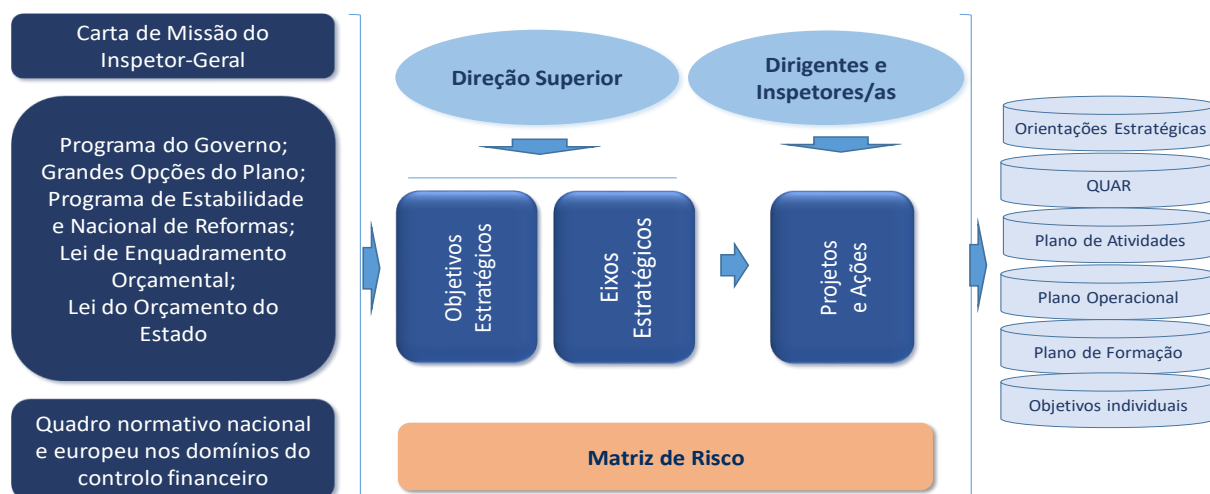 Carta de Missão do
Inspetor-Geral
Programa do Governo;
Grandes Opções do Plano;
Programa de Estabilidade
e Nacional de Reformas;
Lei de Enquadramento
Orçamental;
Lei do Orçamento do
Estado
Quadro normativo nacional
e europeu nos domínios do
controlo financeiro
Direção Superior
Dirigentes e
Inspetores/as
Objetivos
Estratégicos
Eixos
Estratégicos
Projetos
e Ações
Matriz de Risco
Orientações Estratégicas
QUAR
Plano de Atividades
Plano Operacional
Plano de Formação
Objetivos individuais